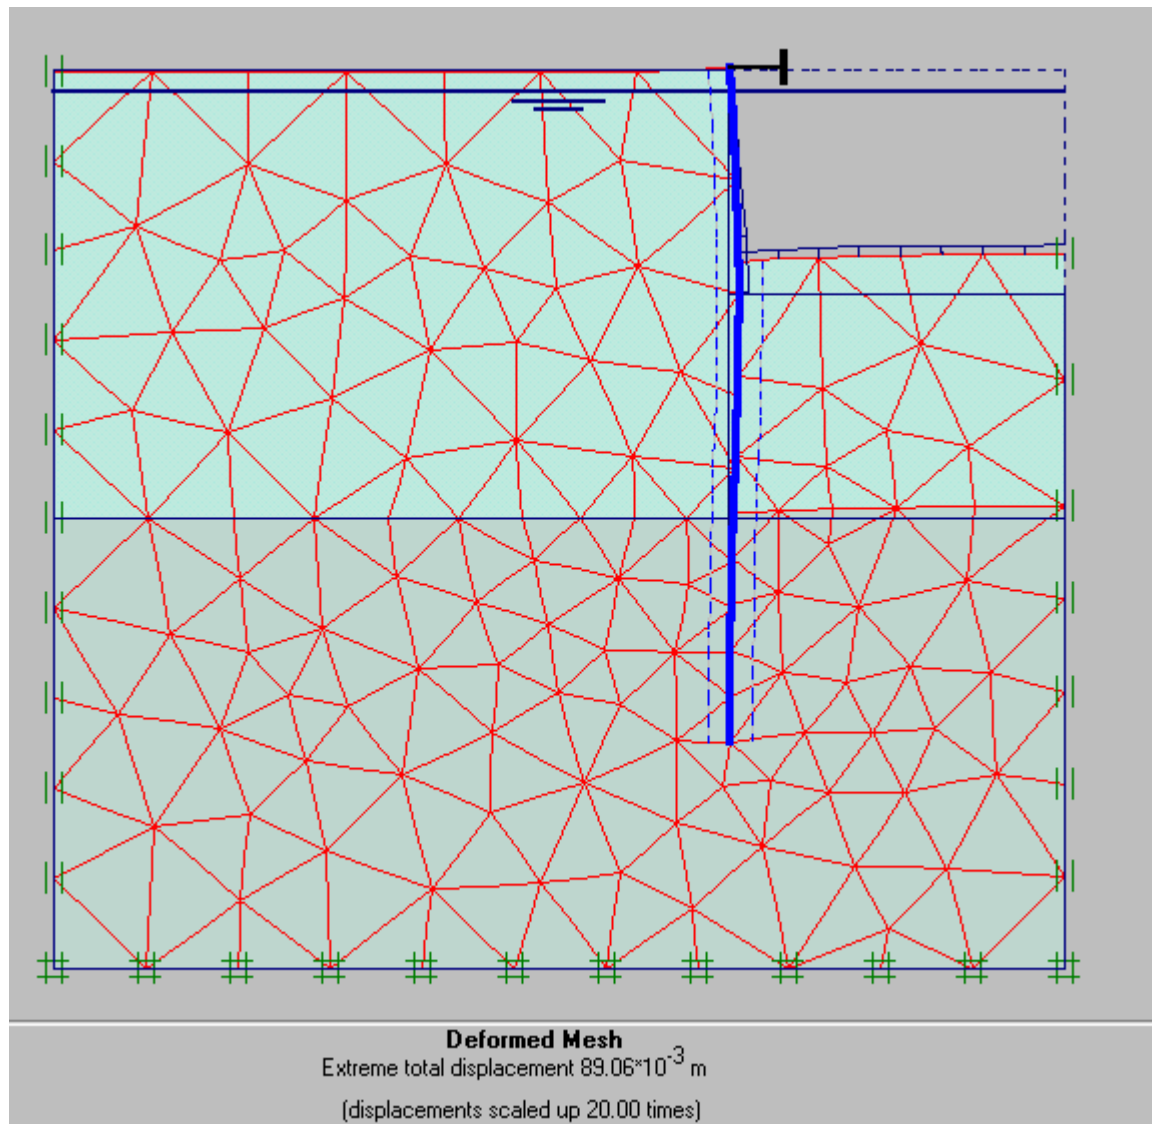 Deformed Mesh
Extreme total displacement 89.06*10-3 m
(displacements scaled up 20.00 times)